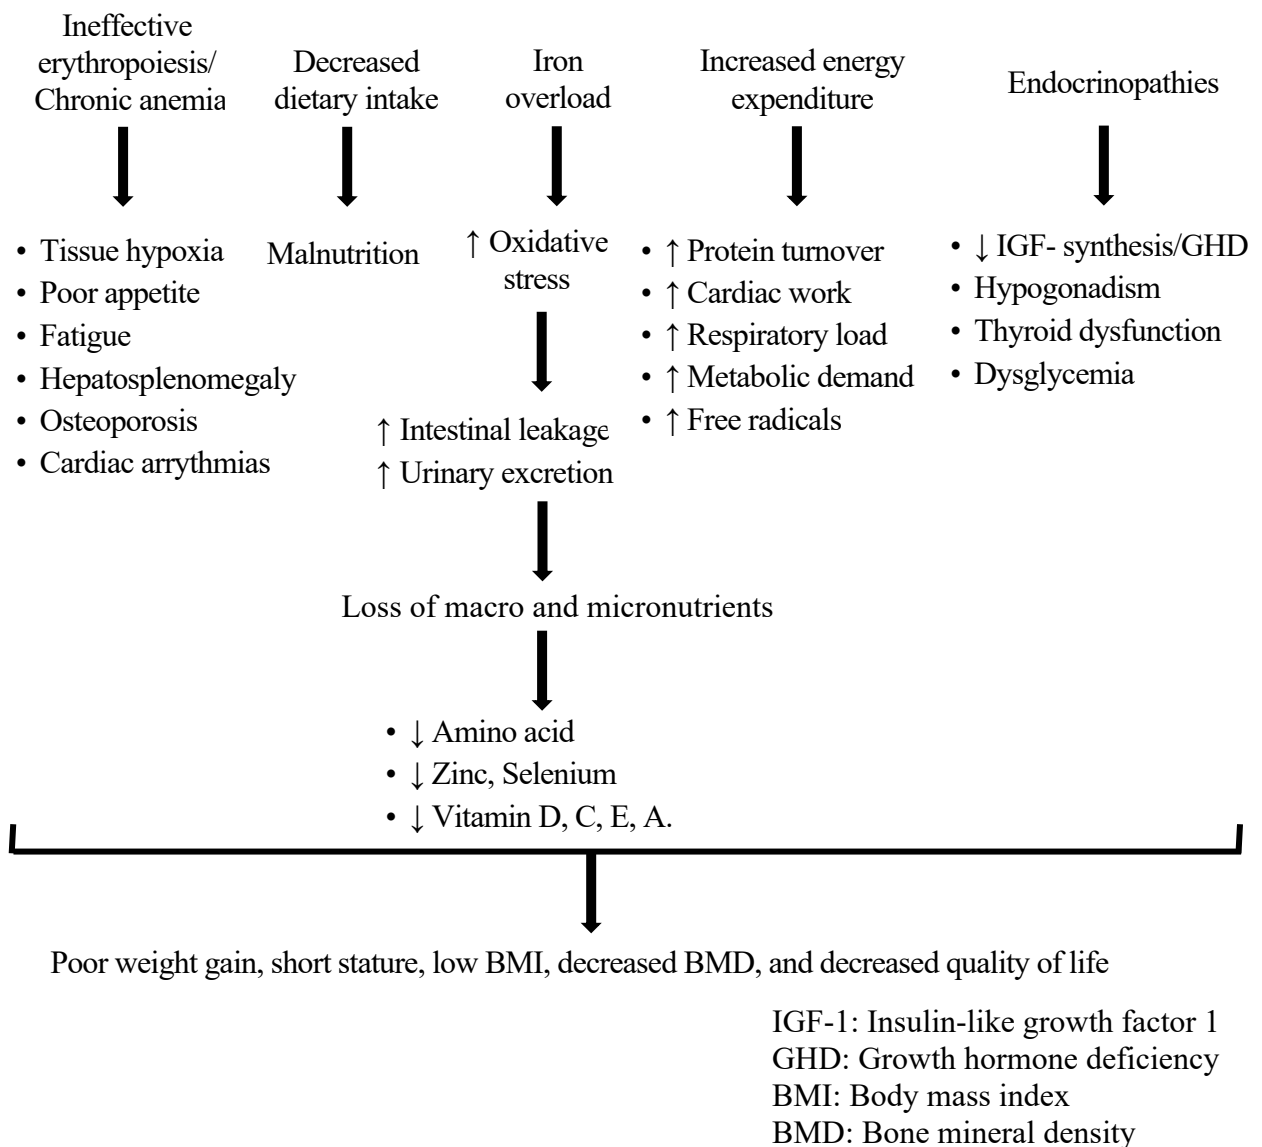 Ineffective
erythropoiesis/
Chronic anemia
Decreased
dietary intake
Iron
overload
Increased energy
expenditure
Endocrinopathies
• Tissue hypoxia
• Poor appetite
• Fatigue
• Hepatosplenomegaly
• Osteoporosis
• Cardiac arrythmias
Malnutrition
↑ Oxidative
stress
↑ Intestinal leakage
↑ Urinary excretion
Loss of macro and micronutrients
• ↓ Amino acid
• ↓ Zinc, Selenium
• ↓ Vitamin D, C, E, A.
• ↑ Protein turnover
• ↑ Cardiac work
• ↑ Respiratory load
• ↑ Metabolic demand
• ↑ Free radicals
• ↓ IGF- synthesis/GHD
• Hypogonadism
• Thyroid dysfunction
• Dysglycemia
Poor weight gain, short stature, low BMI, decreased BMD, and decreased quality of life
IGF-1: Insulin-like growth factor 1
GHD: Growth hormone deficiency
BMI: Body mass index
BMD: Bone mineral density